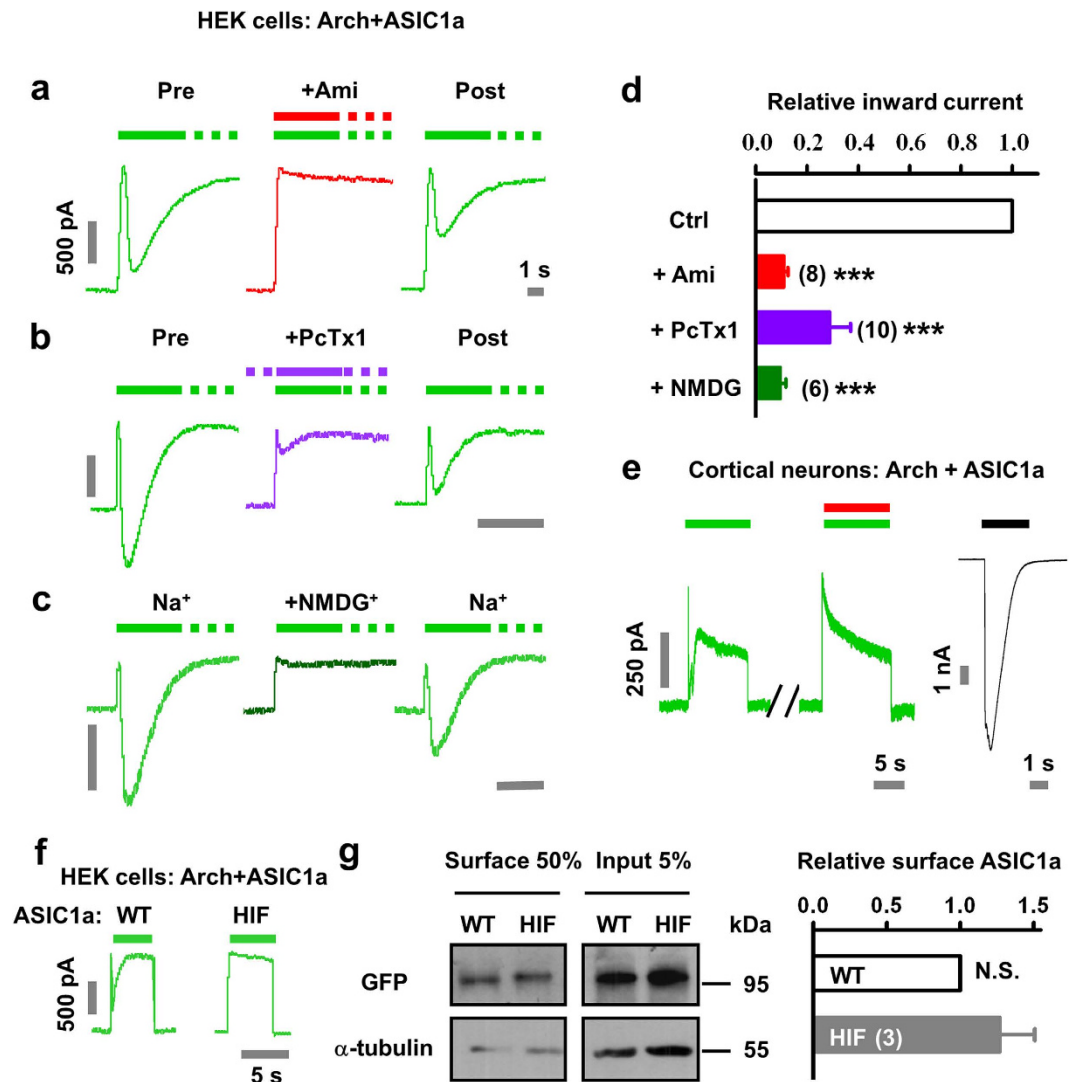 HEK cells: Arch+ASIC1a
a
Pre +Ami Post
500 pA
1 s
b
Pre +PcTx1 Post
c
Na⁺ +NMDG⁺ Na⁺
d
Relative inward current
0.0 0.2 0.4 0.6 0.8 1.0
Ctrl
+ Ami (8) ***
+ PcTx1 (10) ***
+ NMDG (6) ***
e
Cortical neurons: Arch + ASIC1a
250 pA
1 nA
5 s
1 s
f
HEK cells: Arch+ASIC1a
ASIC1a: WT HIF
500 pA
5 s
g
Surface 50% Input 5%
WT HIF WT HIF kDa
GFP 95
α-tubulin 55
Relative surface ASIC1a
0.0 0.5 1.0 1.5
WT N.S.
HIF (3)